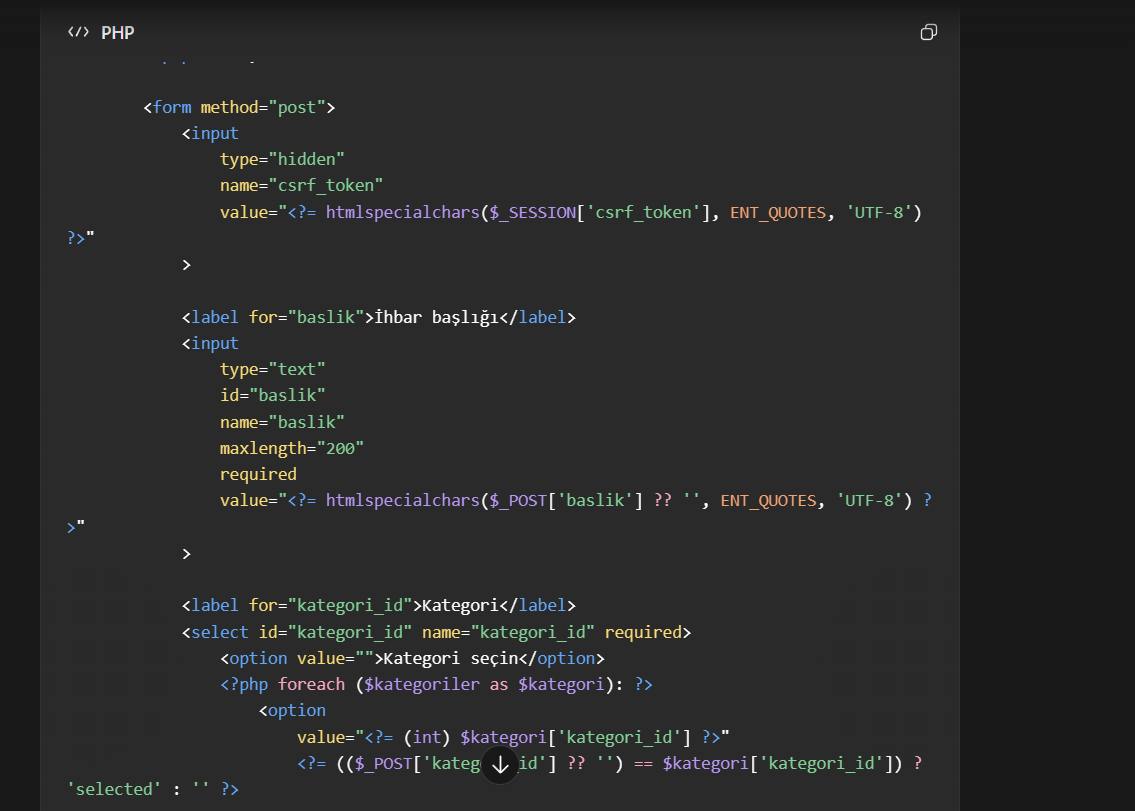 PHP
<form method="post">
<input
type="hidden"
name="csrf_token"
value="<?= htmlspecialchars($_SESSION['csrf_token'], ENT_QUOTES, 'UTF-8')
?>"
>
<label for="baslik">İhbar başlığı</label>
<input
type="text"
id="baslik"
name="baslik"
maxlength="200"
required
value="<?= htmlspecialchars($_POST['baslik'] ?? '', ENT_QUOTES, 'UTF-8') ?
>"
>
<label for="kategori_id">Kategori</label>
<select id="kategori_id" name="kategori_id" required>
<option value="">Kategori seçin</option>
<?php foreach ($kategoriler as $kategori): ?>
<option
value="<?= (int) $kategori['kategori_id'] ?>"
<?= (($_POST['kateg id'] ?? '') == $kategori['kategori_id']) ?
'selected' : '' ?>